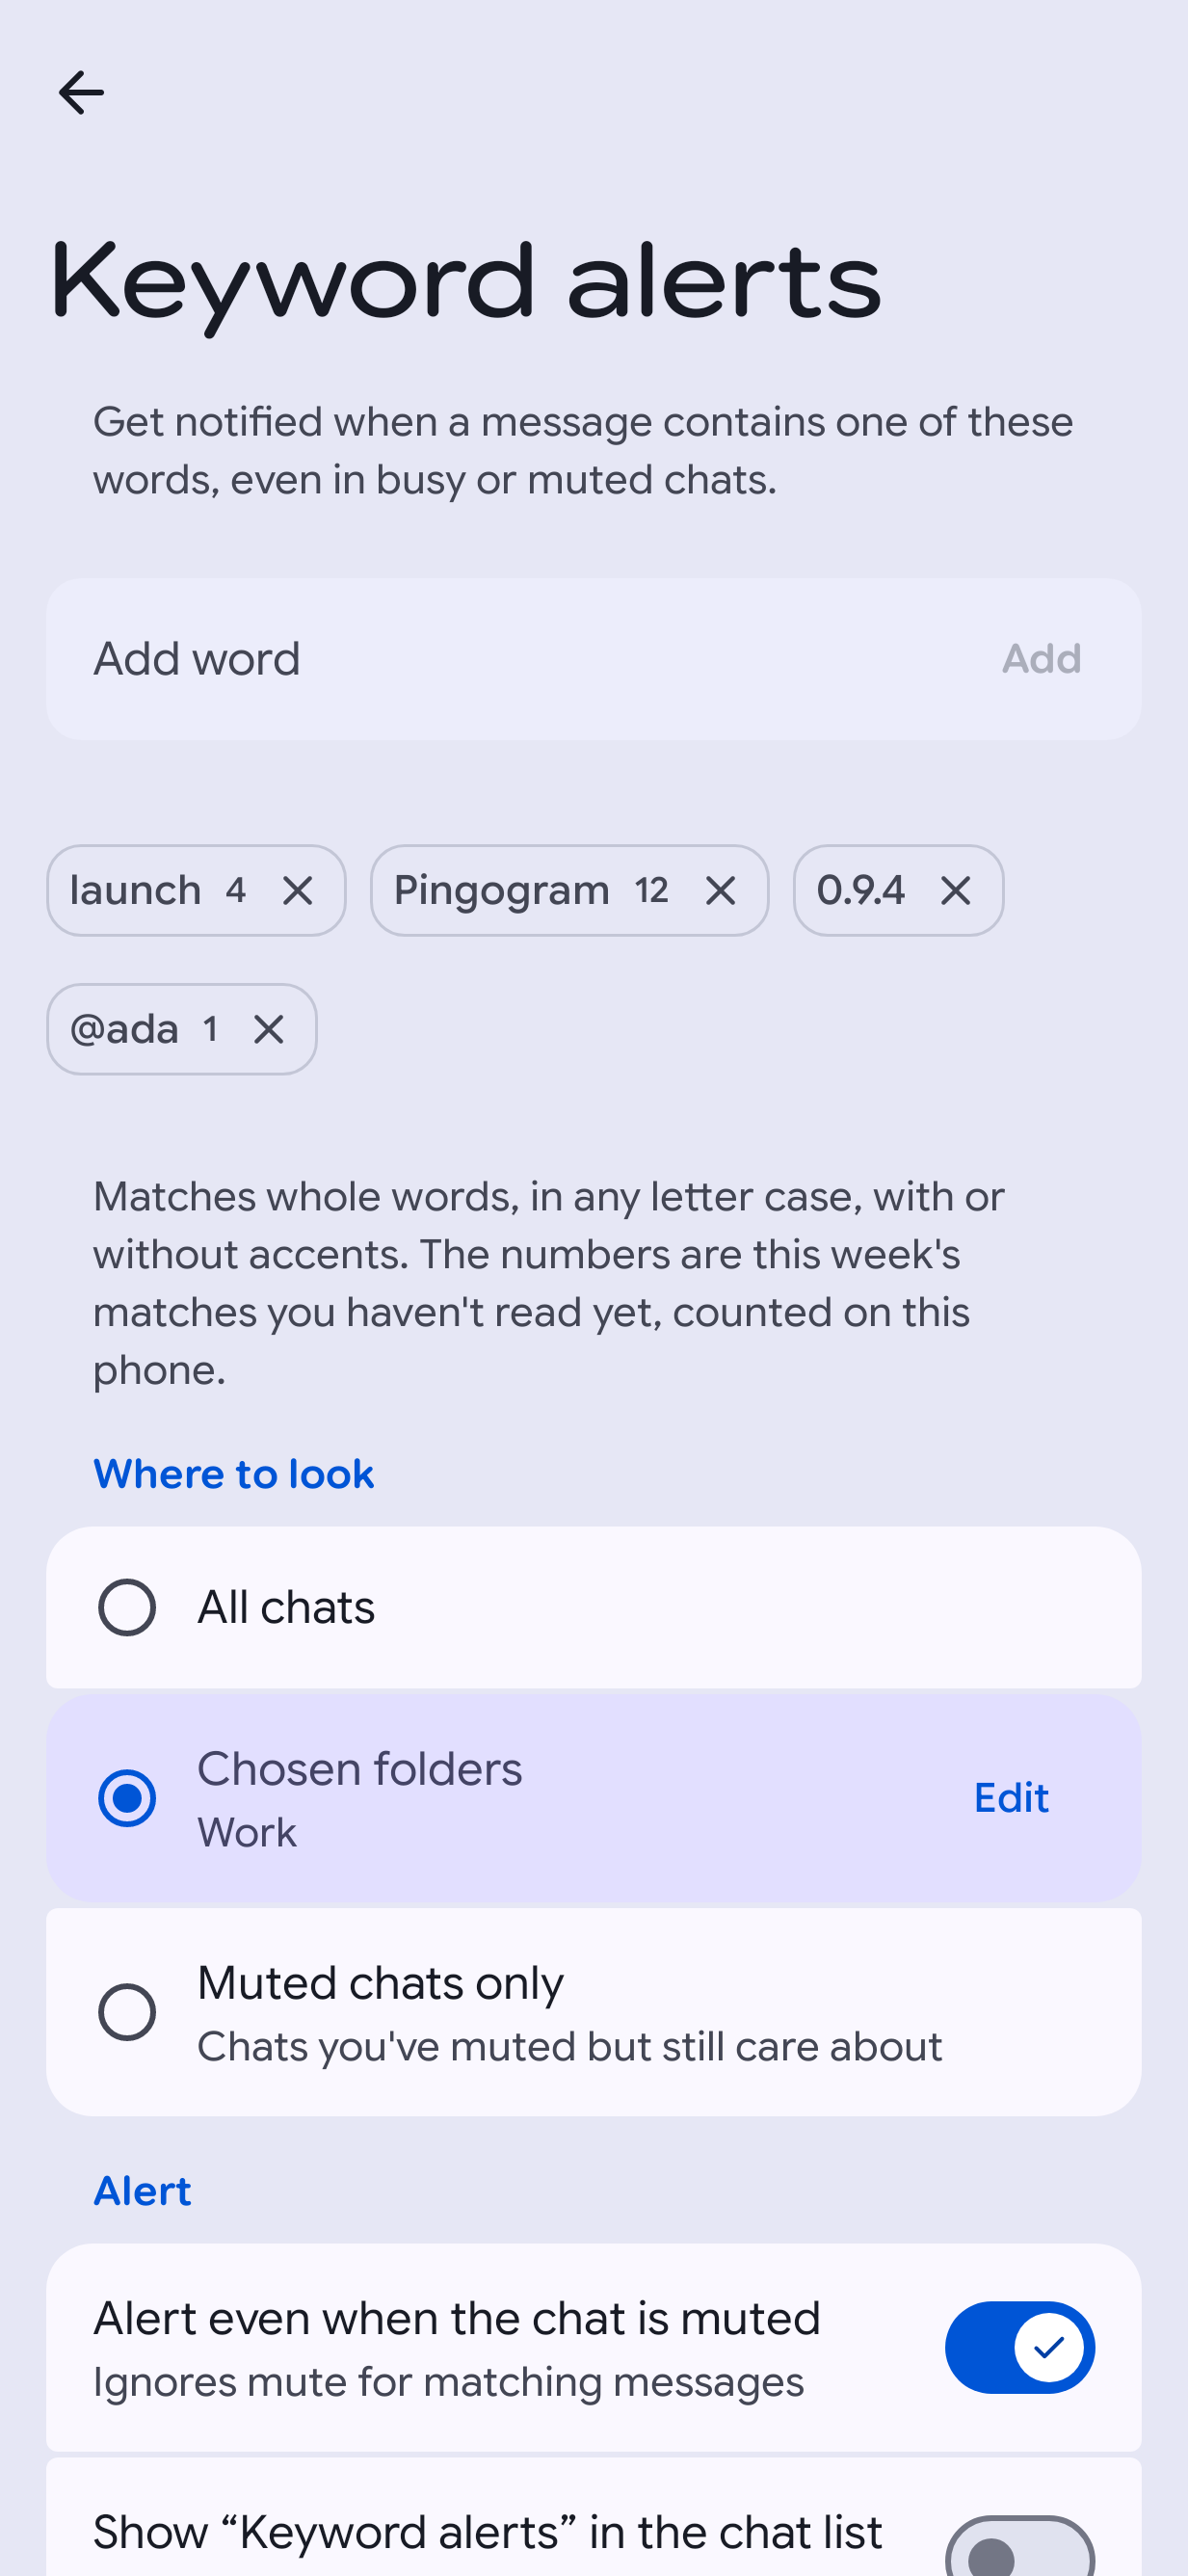 Keyword alerts
Get notified when a message contains one of these
words, even in busy or muted chats.
Add word Add
launch 4 Pingogram 12 0.9.4
@ada 1
Matches whole words, in any letter case, with or
without accents. The numbers are this week's
matches you haven't read yet, counted on this
phone.
Where to look
All chats
Chosen folders
Work
Edit
Muted chats only
Chats you've muted but still care about
Alert
Alert even when the chat is muted
Ignores mute for matching messages
Show “Keyword alerts” in the chat list